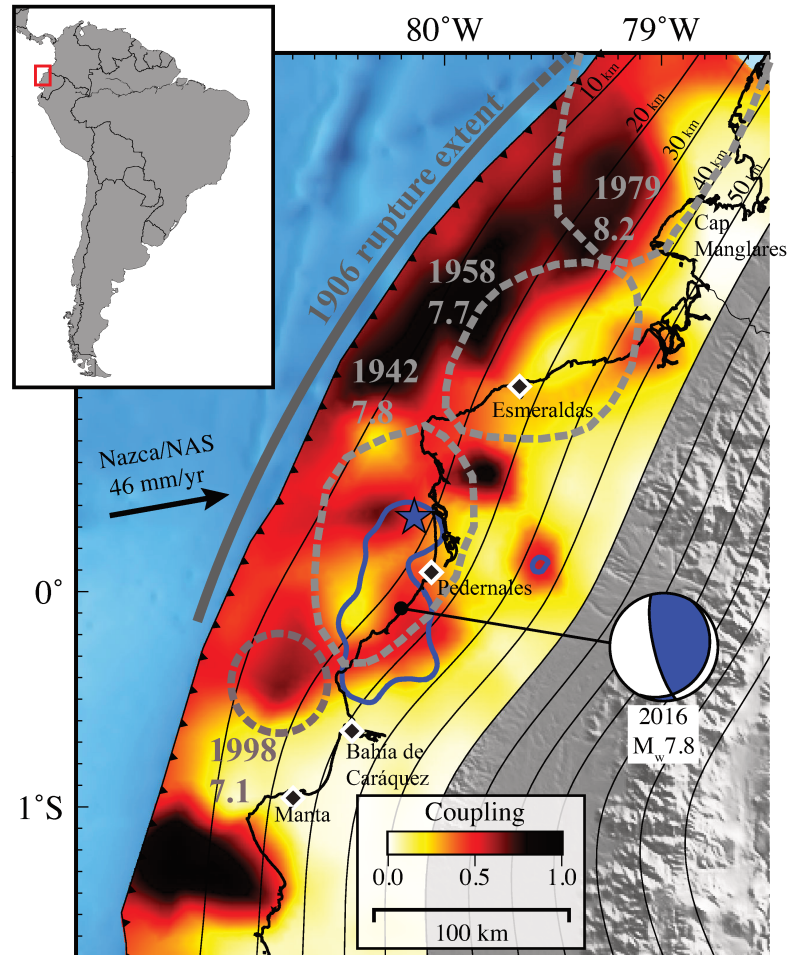 80°W
79°W
10 km
20 km
30 km
40 km
50 km
1906 rupture extent
1979
8.2
Cap
Manglares
1958
7.7
1942
7.8
Esmeraldas
Nazca/NAS
46 mm/yr
0°
Pedernales
2016
Mw7.8
1998
7.1
Bahía de
Caráquez
1°S
Manta
Coupling
0.0
0.5
1.0
100 km